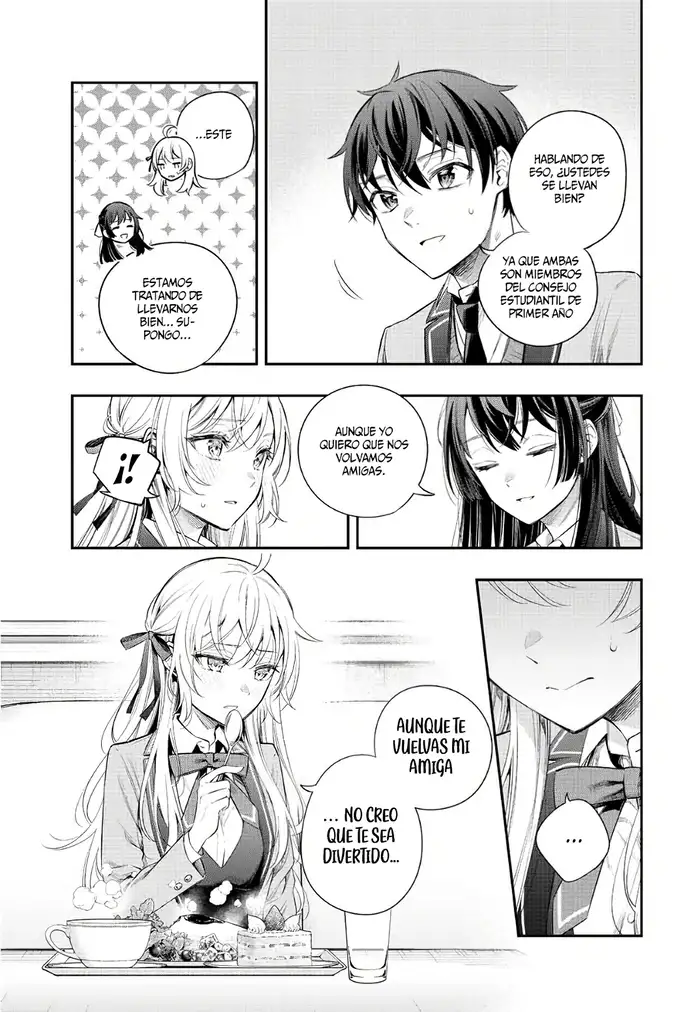 HABLANDO DE
ESO, ¿USTEDES
SE LLEVAN
BIEN?
YA QUE AMBAS
SON MIEMBROS
DEL CONSEJO
ESTUDIANTIL DE
PRIMER AÑO
...ESTE
ESTAMOS
TRATANDO DE
LLEVARNOS
BIEN... SU-
PONGO...
AUNQUE YO
QUIERO QUE NOS
VOLVAMOS
AMIGAS.
¡!
...
AUNQUE TE
VUELVAS MI
AMIGA
... NO CREO
QUE TE SEA
DIVERTIDO...